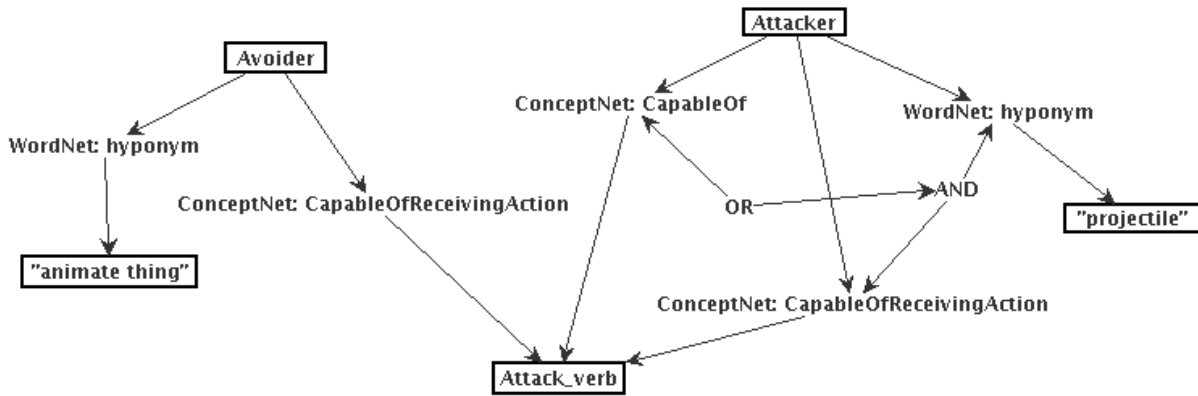 Attacker
Avoider
ConceptNet: CapableOf
WordNet: hyponym
WordNet: hyponym
AND
ConceptNet: CapableOfReceivingAction
OR
"projectile"
"animate thing"
ConceptNet: CapableOfReceivingAction
Attack_verb